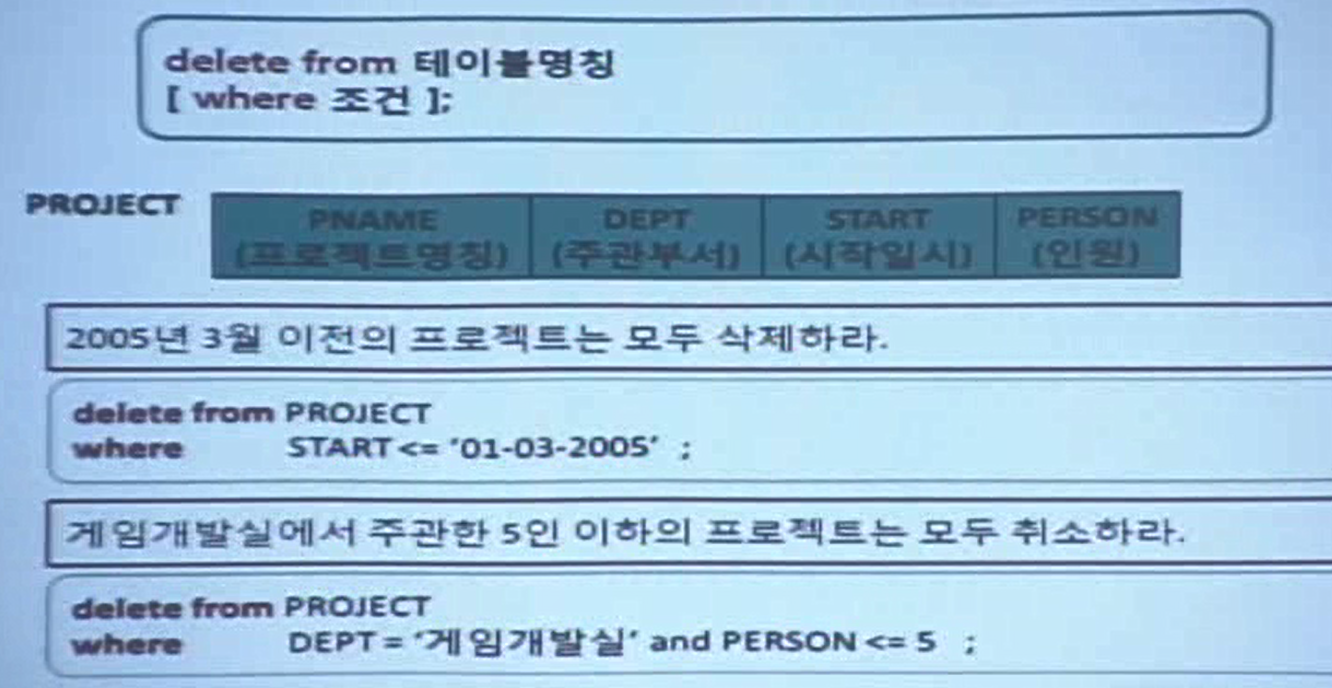 delete from 테이블명칭
[ where 조건 ];
PROJECT
PNAME DEPT START PERSON
(프로젝트명칭) (주관부서) (시작일시) (인원)
2005년 3월 이전의 프로젝트는 모두 삭제하라.
delete from PROJECT
where START <= ‘01-03-2005’ ;
게임개발실에서 주관한 5인 이하의 프로젝트는 모두 취소하라.
delete from PROJECT
where DEPT = ‘게임개발실’ and PERSON <= 5 ;